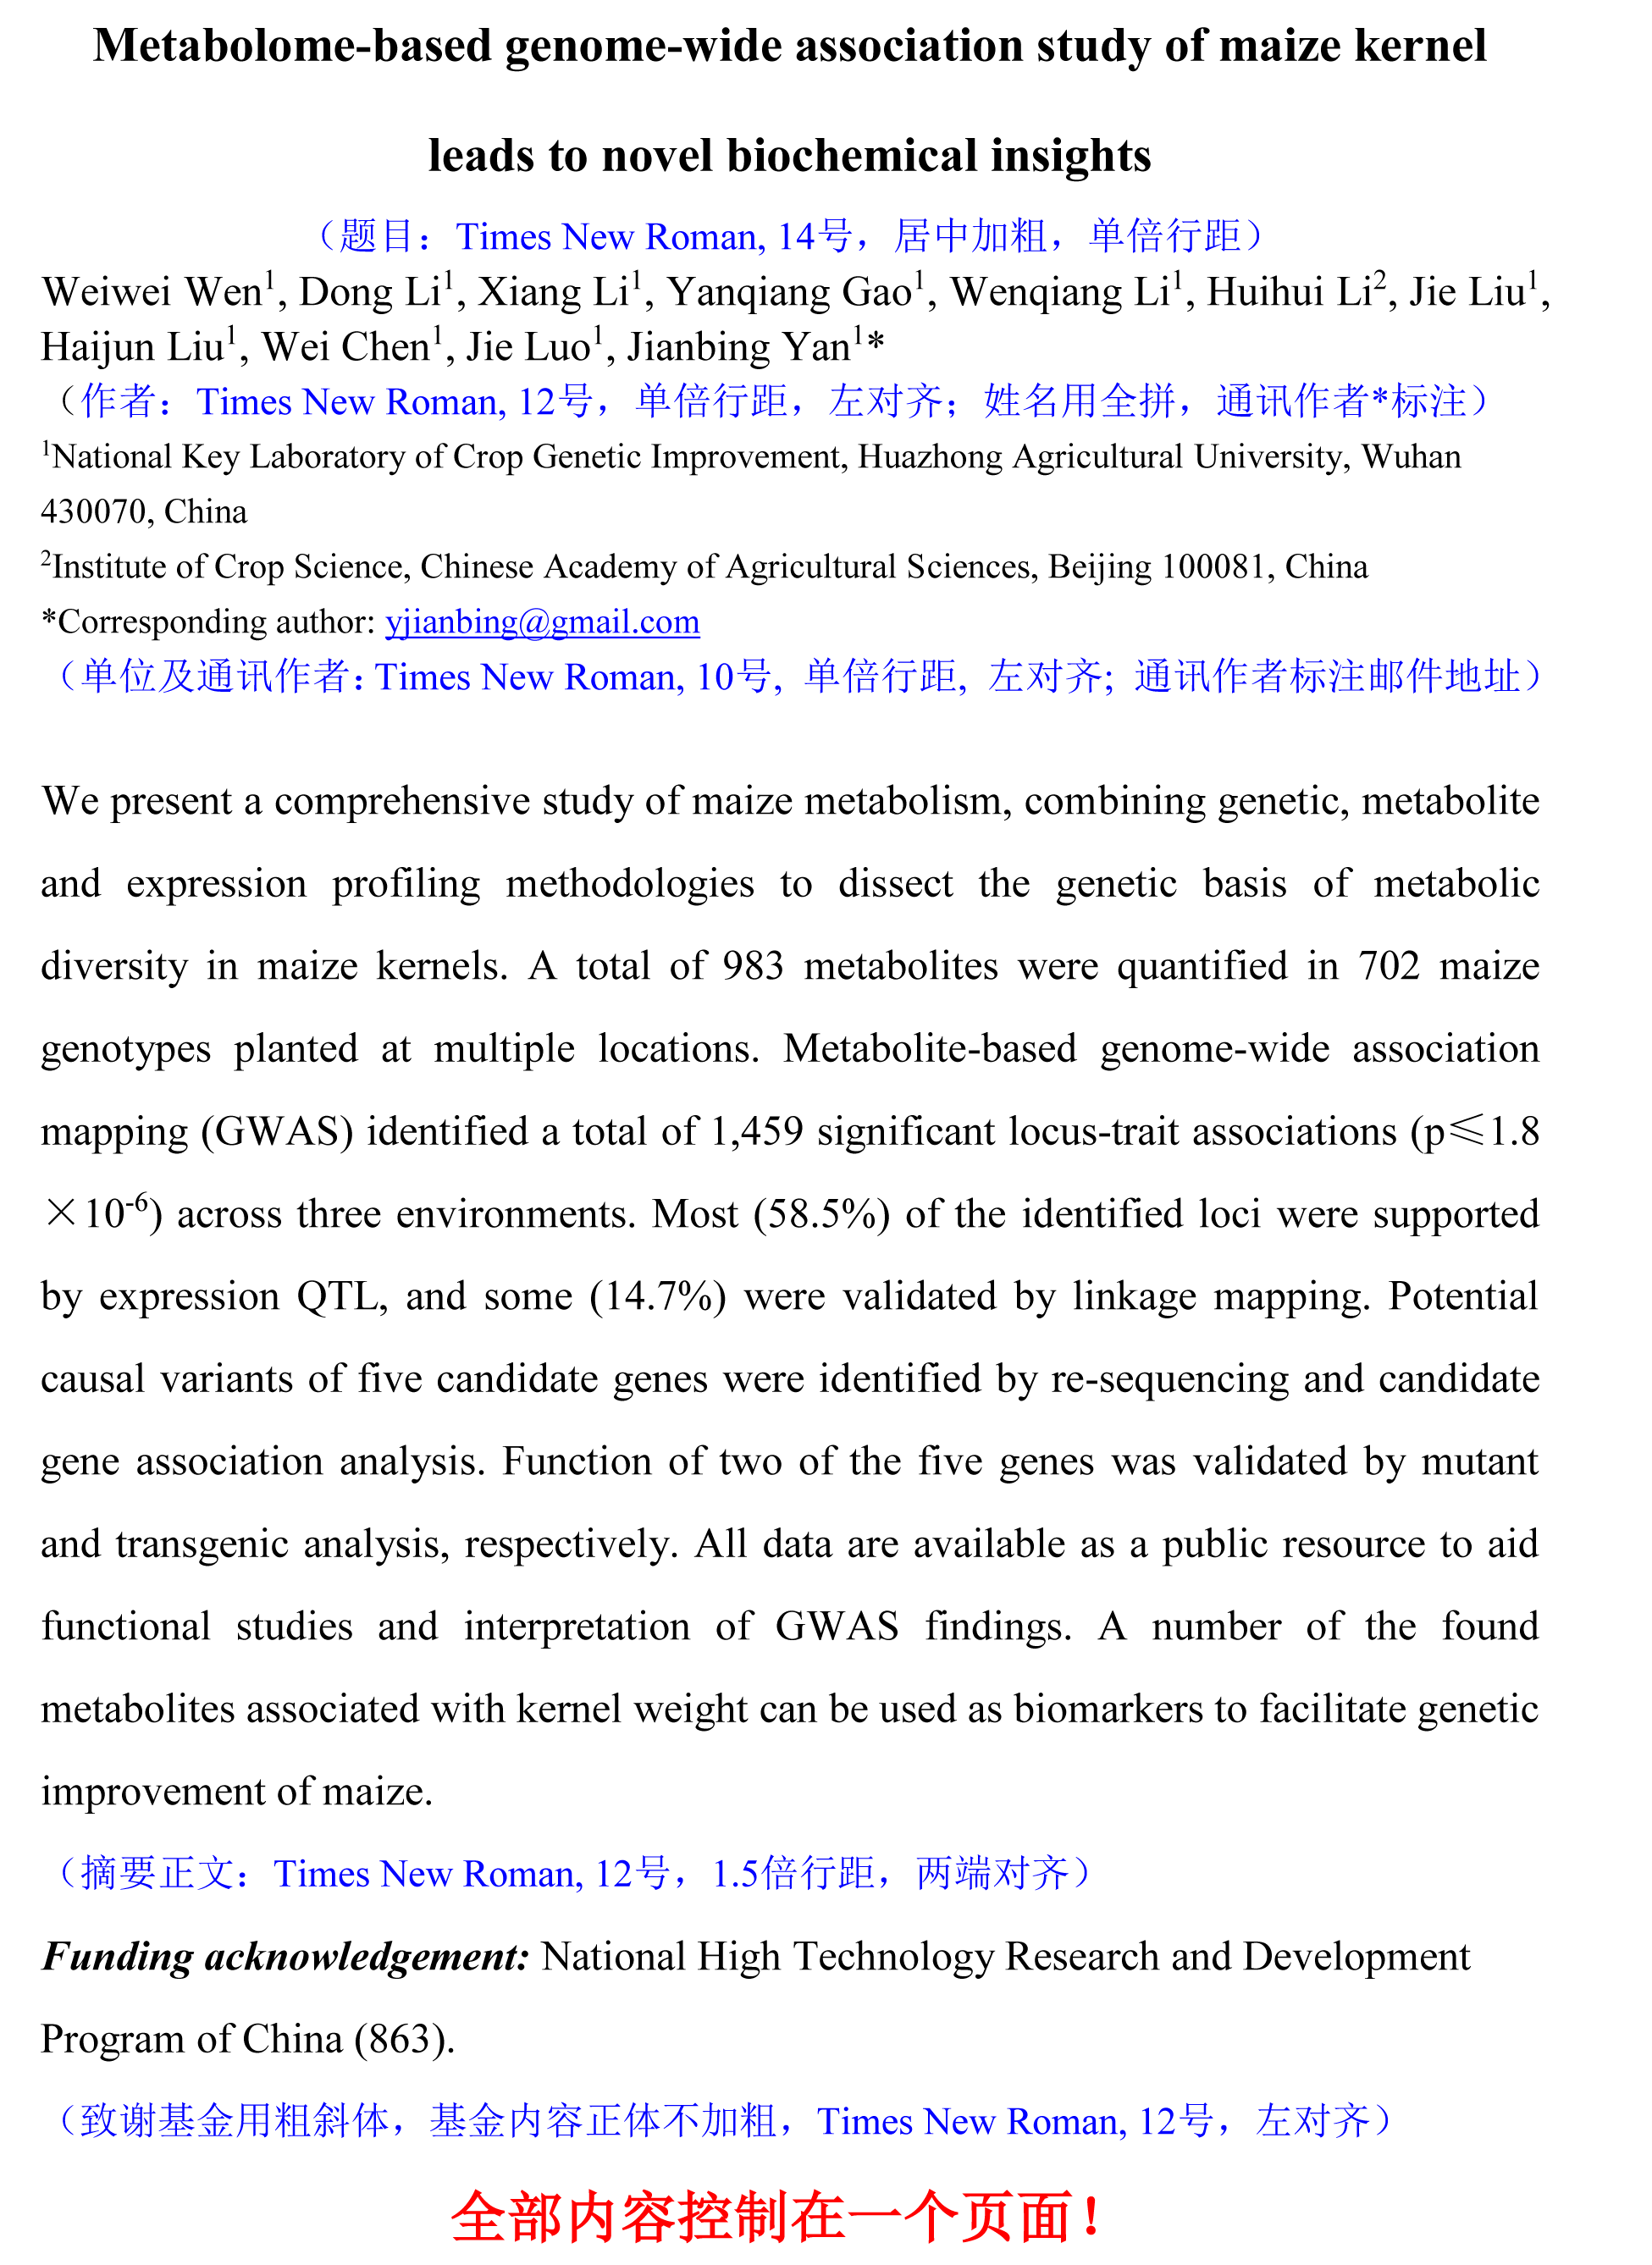 Metabolome-based genome-wide association study of maize kernel
leads to novel biochemical insights
（题目：Times New Roman, 14号，居中加粗，单倍行距）
Weiwei Wen¹, Dong Li¹, Xiang Li¹, Yanqiang Gao¹, Wenqiang Li¹, Huihui Li², Jie Liu¹,
Haijun Liu¹, Wei Chen¹, Jie Luo¹, Jianbing Yan¹*
（作者：Times New Roman, 12号，单倍行距，左对齐；姓名用全拼，通讯作者*标注）
¹National Key Laboratory of Crop Genetic Improvement, Huazhong Agricultural University, Wuhan
430070, China
²Institute of Crop Science, Chinese Academy of Agricultural Sciences, Beijing 100081, China
*Corresponding author: yjianbing@gmail.com
（单位及通讯作者：Times New Roman, 10号, 单倍行距, 左对齐; 通讯作者标注邮件地址）
We present a comprehensive study of maize metabolism, combining genetic, metabolite
and expression profiling methodologies to dissect the genetic basis of metabolic
diversity in maize kernels. A total of 983 metabolites were quantified in 702 maize
genotypes planted at multiple locations. Metabolite-based genome-wide association
mapping (GWAS) identified a total of 1,459 significant locus-trait associations (p≤1.8
×10⁻⁶) across three environments. Most (58.5%) of the identified loci were supported
by expression QTL, and some (14.7%) were validated by linkage mapping. Potential
causal variants of five candidate genes were identified by re-sequencing and candidate
gene association analysis. Function of two of the five genes was validated by mutant
and transgenic analysis, respectively. All data are available as a public resource to aid
functional studies and interpretation of GWAS findings. A number of the found
metabolites associated with kernel weight can be used as biomarkers to facilitate genetic
improvement of maize.
（摘要正文：Times New Roman, 12号，1.5倍行距，两端对齐）
Funding acknowledgement: National High Technology Research and Development
Program of China (863).
（致谢基金用粗斜体，基金内容正体不加粗，Times New Roman, 12号，左对齐）
全部内容控制在一个页面！